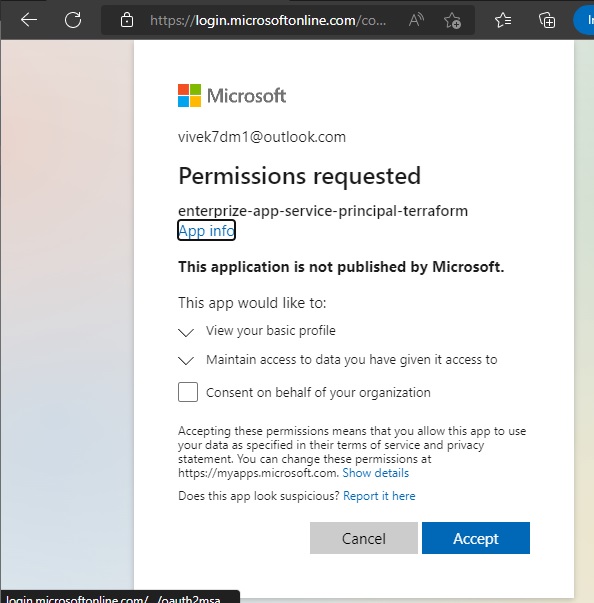 https://login.microsoftonline.com/co...
Microsoft
vivek7dm1@outlook.com
Permissions requested
enterprize-app-service-principal-terraform
App info
This application is not published by Microsoft.
This app would like to:
View your basic profile
Maintain access to data you have given it access to
Consent on behalf of your organization
Accepting these permissions means that you allow this app to use
your data as specified in their terms of service and privacy
statement. You can change these permissions at
https://myapps.microsoft.com. Show details
Does this app look suspicious? Report it here
Cancel
Accept
login.microsoftonline.com/.../oauth2msa...